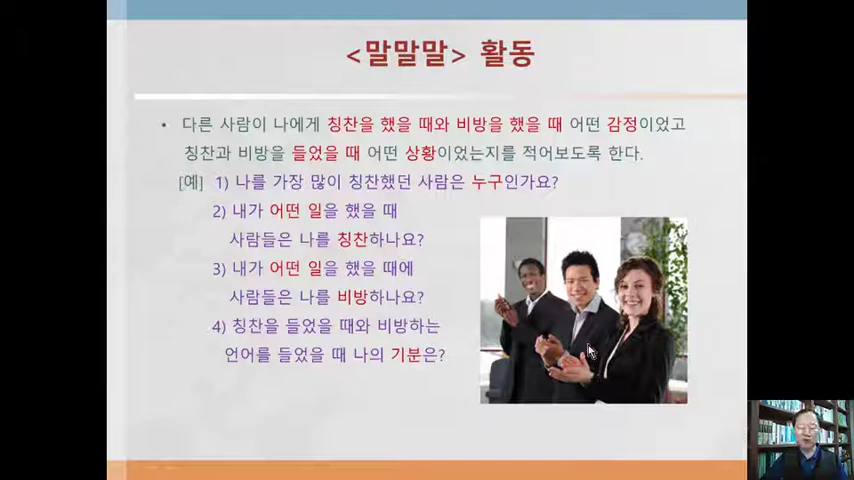 <말말말> 활동
• 다른 사람이 나에게 칭찬을 했을 때와 비방을 했을 때 어떤 감정이었고
칭찬과 비방을 들었을 때 어떤 상황이었는지를 적어보도록 한다.
[예] 1) 나를 가장 많이 칭찬했던 사람은 누구인가요?
2) 내가 어떤 일을 했을 때
사람들은 나를 칭찬하나요?
3) 내가 어떤 일을 했을 때에
사람들은 나를 비방하나요?
4) 칭찬을 들었을 때와 비방하는
언어를 들었을 때 나의 기분은?